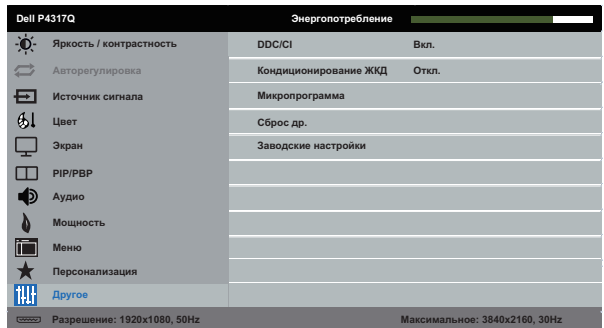 Dell P4317Q Энергопотребление
Яркость / контрастность DDC/CI Вкл.
Авторегулировка Кондиционирование ЖКД Откл.
Источник сигнала Микропрограмма
Цвет Сброс др.
Экран Заводские настройки
PIP/PBP
Аудио
Мощность
Меню
Персонализация
Другое
Разрешение: 1920x1080, 50Hz Максимальное: 3840x2160, 30Hz